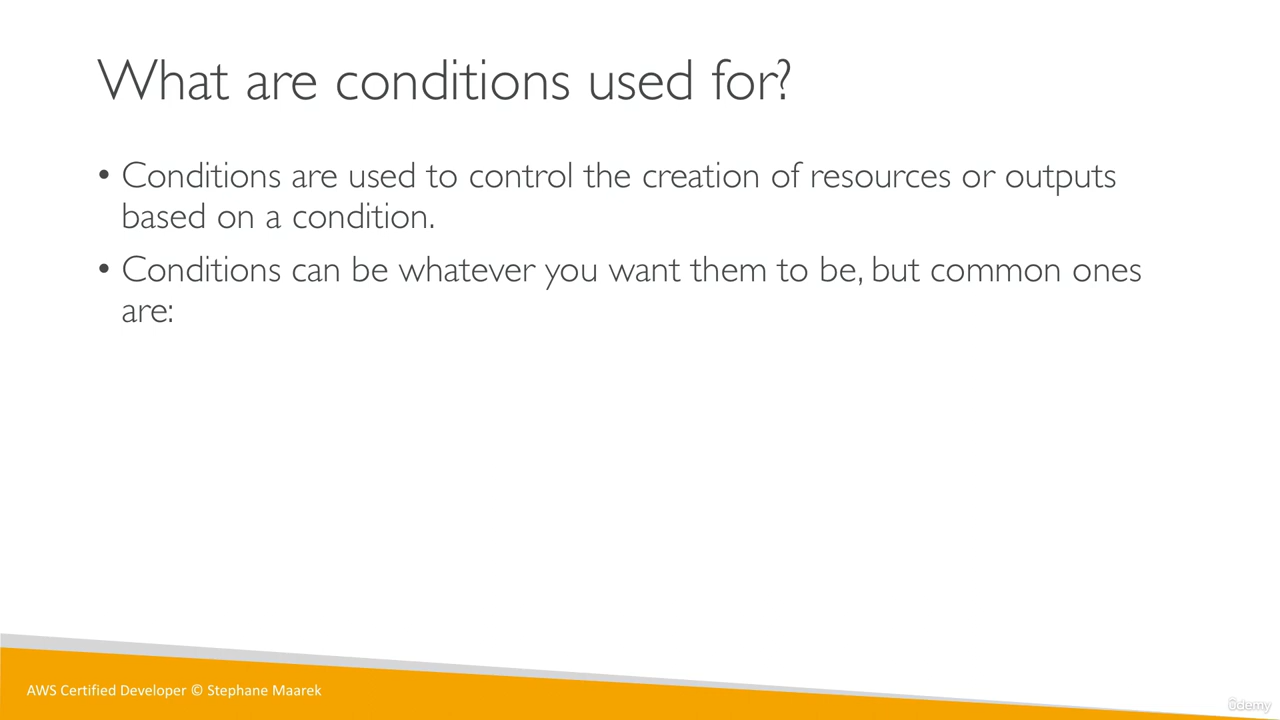 What are conditions used for?
• Conditions are used to control the creation of resources or outputs
based on a condition.
• Conditions can be whatever you want them to be, but common ones
are:
AWS Certified Developer © Stephane Maarek
ûdemy